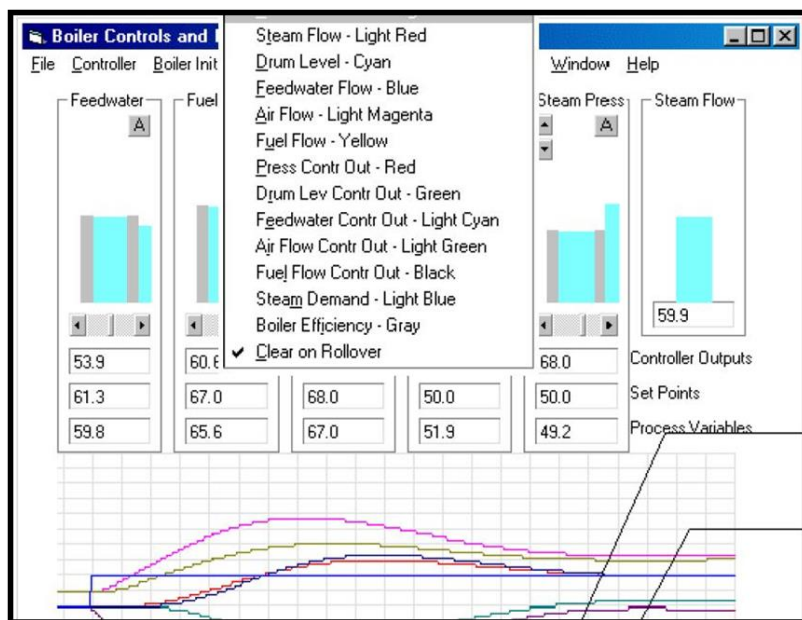 Boiler Controls and
File Controller Boiler Init Window Help
Steam Flow - Light Red
Drum Level - Cyan
Feedwater Flow - Blue
Air Flow - Light Magenta
Fuel Flow - Yellow
Press Contr Out - Red
Drum Lev Contr Out - Green
Feedwater Contr Out - Light Cyan
Air Flow Contr Out - Light Green
Fuel Flow Contr Out - Black
Steam Demand - Light Blue
Boiler Efficiency - Gray
Clear on Rollover
Feedwater Fuel Steam Press Steam Flow
A A
59.9
53.9 60.6 68.0 Controller Outputs
61.3 67.0 68.0 50.0 50.0 Set Points
59.8 65.6 67.0 51.9 49.2 Process Variables